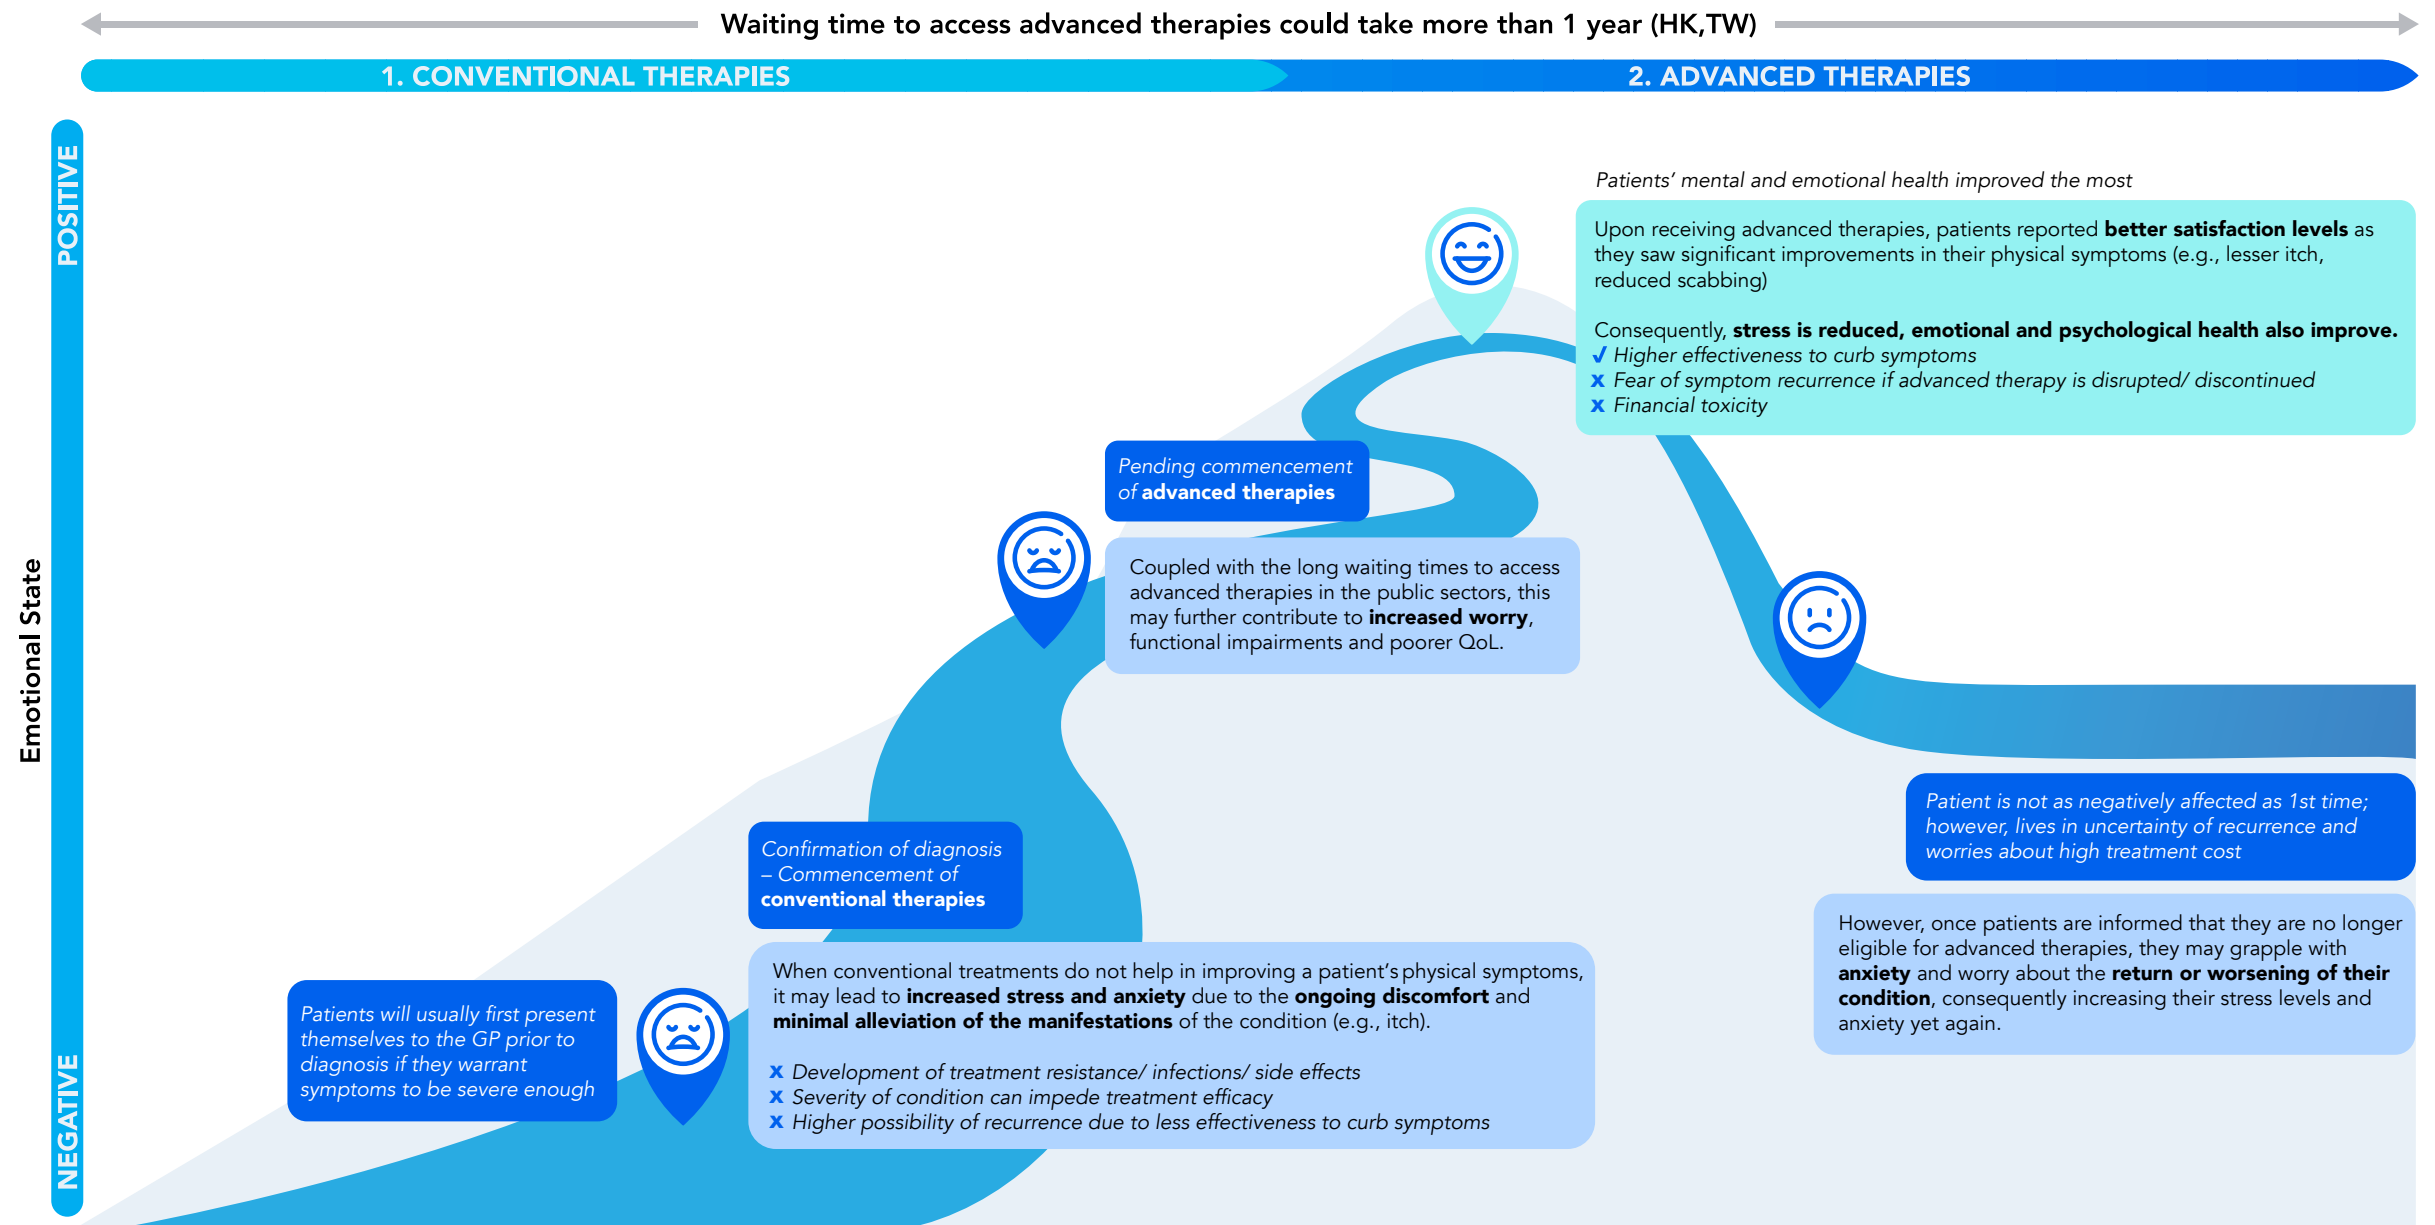 Waiting time to access advanced therapies could take more than 1 year (HK,TW)
1. CONVENTIONAL THERAPIES
2. ADVANCED THERAPIES
POSITIVE
Emotional State
NEGATIVE
Patients will usually first present
themselves to the GP prior to
diagnosis if they warrant
symptoms to be severe enough
Confirmation of diagnosis
– Commencement of
conventional therapies
When conventional treatments do not help in improving a patient's physical symptoms,
it may lead to increased stress and anxiety due to the ongoing discomfort and
minimal alleviation of the manifestations of the condition (e.g., itch).
x Development of treatment resistance/ infections/ side effects
x Severity of condition can impede treatment efficacy
x Higher possibility of recurrence due to less effectiveness to curb symptoms
Pending commencement
of advanced therapies
Coupled with the long waiting times to access
advanced therapies in the public sectors, this
may further contribute to increased worry,
functional impairments and poorer QoL.
Patients' mental and emotional health improved the most
Upon receiving advanced therapies, patients reported better satisfaction levels as
they saw significant improvements in their physical symptoms (e.g., lesser itch,
reduced scabbing)
Consequently, stress is reduced, emotional and psychological health also improve.
✓ Higher effectiveness to curb symptoms
x Fear of symptom recurrence if advanced therapy is disrupted/ discontinued
x Financial toxicity
Patient is not as negatively affected as 1st time;
however, lives in uncertainty of recurrence and
worries about high treatment cost
However, once patients are informed that they are no longer
eligible for advanced therapies, they may grapple with
anxiety and worry about the return or worsening of their
condition, consequently increasing their stress levels and
anxiety yet again.